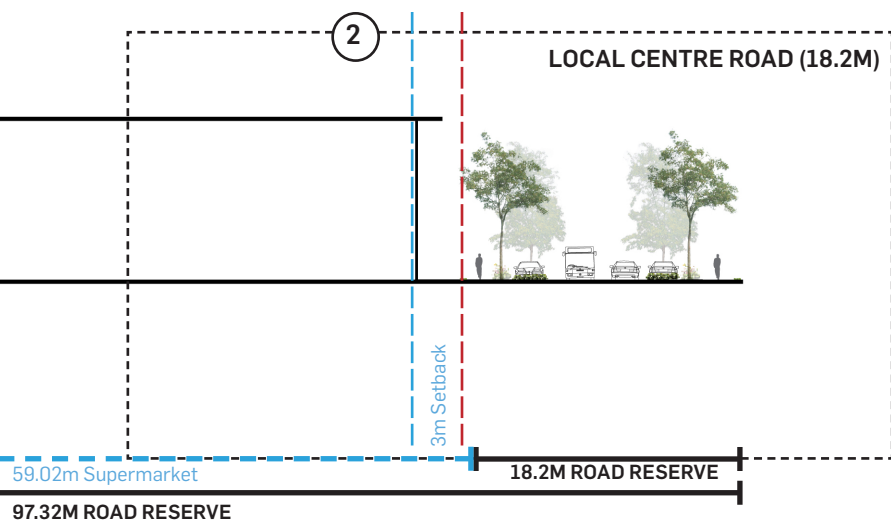 2
LOCAL CENTRE ROAD (18.2M)
3m Setback
59.02m Supermarket
18.2M ROAD RESERVE
97.32M ROAD RESERVE